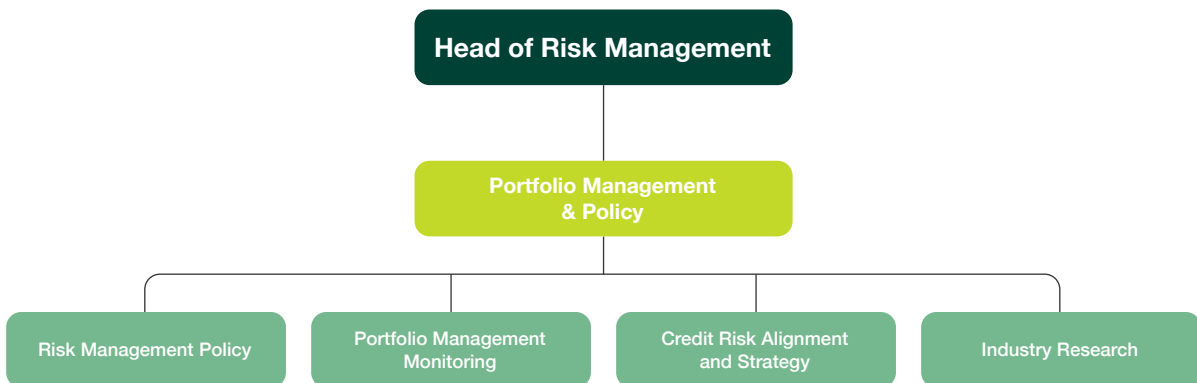 Head of Risk Management
Portfolio Management
& Policy
Risk Management Policy
Portfolio Management
Monitoring
Credit Risk Alignment
and Strategy
Industry Research